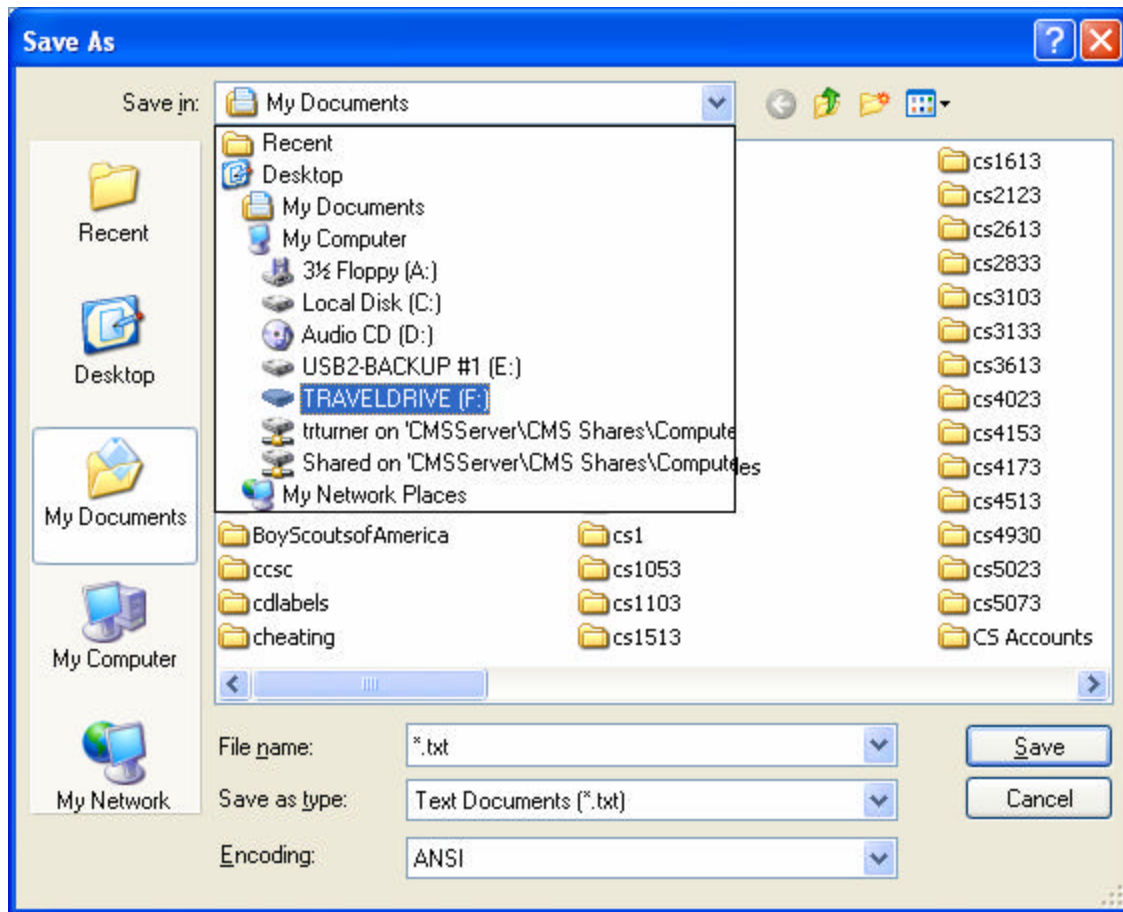 Save As
Save in:
My Documents
Recent
Desktop
My Documents
My Computer
3½ Floppy (A:)
Local Disk (C:)
Audio CD (D:)
USB2-BACKUP #1 (E:)
TRAVELDRIVE (F:)
trturner on 'CMSServer\CMS Shares\Compute
Shared on 'CMSServer\CMS Shares\Compute
My Network Places
Recent
Desktop
My Documents
My Computer
My Network
BoyScoutsofAmerica
ccsc
cdlabels
cheating
es
cs1
cs1053
cs1103
cs1513
cs1613
cs2123
cs2613
cs2833
cs3103
cs3133
cs3613
cs4023
cs4153
cs4173
cs4513
cs4930
cs5023
cs5073
CS Accounts
File name:
*.txt
Save
Save as type:
Text Documents (*.txt)
Cancel
Encoding:
ANSI